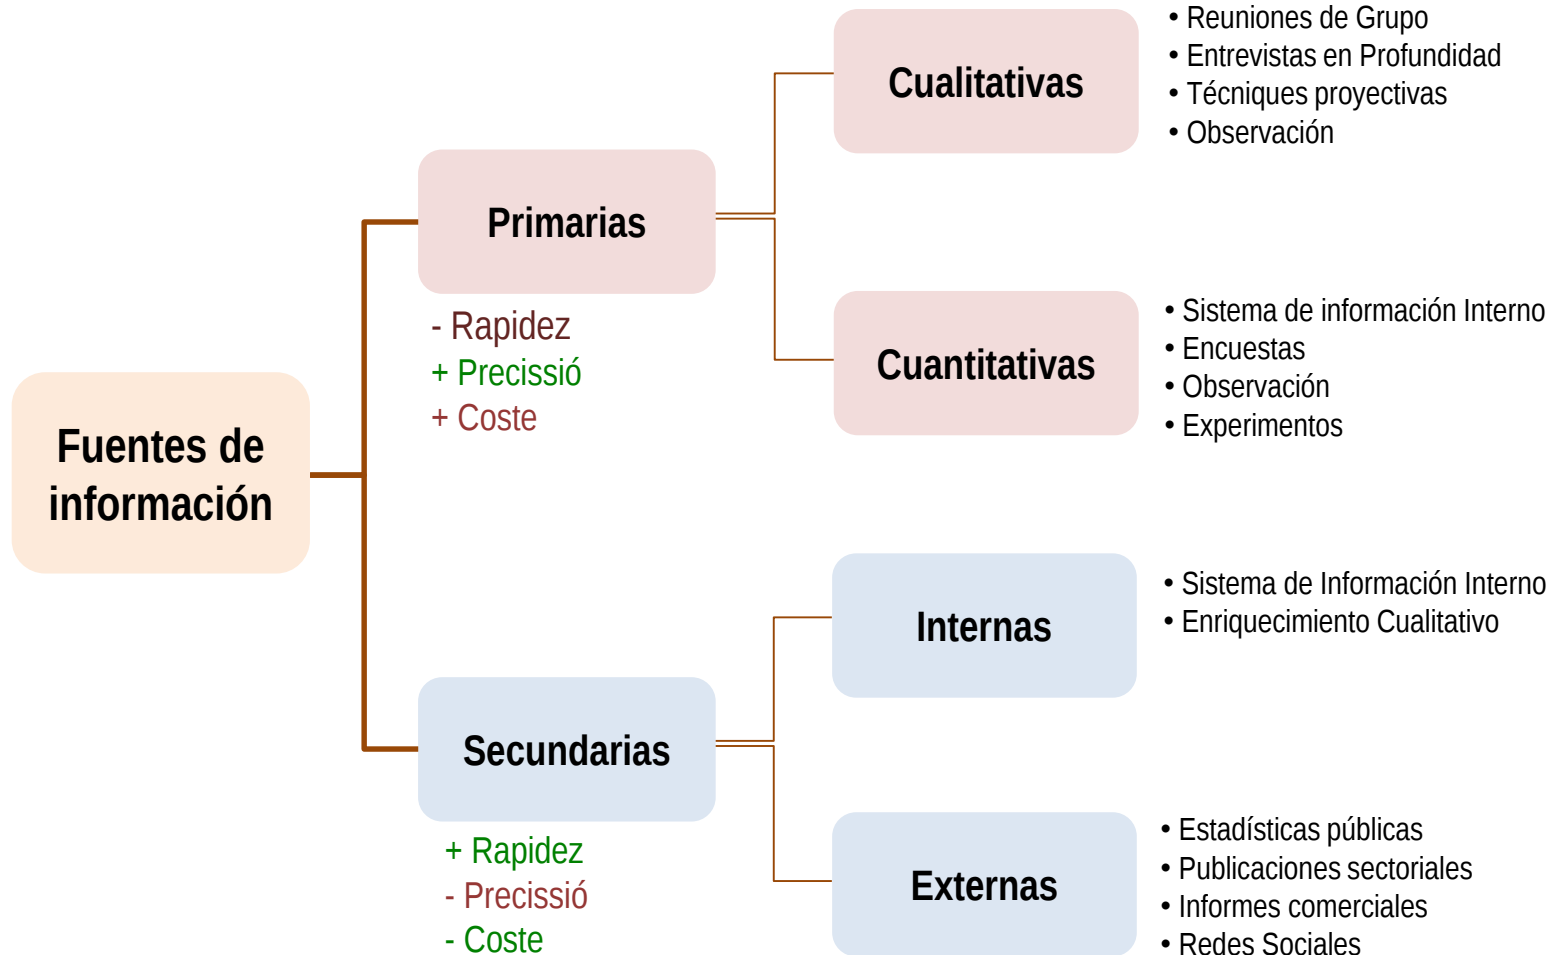 Fuentes de
información
Primarias
- Rapidez
+ Precissió
+ Coste
Cualitativas
• Reuniones de Grupo
• Entrevistas en Profundidad
• Técniques proyectivas
• Observación
Cuantitativas
• Sistema de información Interno
• Encuestas
• Observación
• Experimentos
Secundarias
+ Rapidez
- Precissió
- Coste
Internas
• Sistema de Información Interno
• Enriquecimiento Cualitativo
Externas
• Estadísticas públicas
• Publicaciones sectoriales
• Informes comerciales
• Redes Sociales